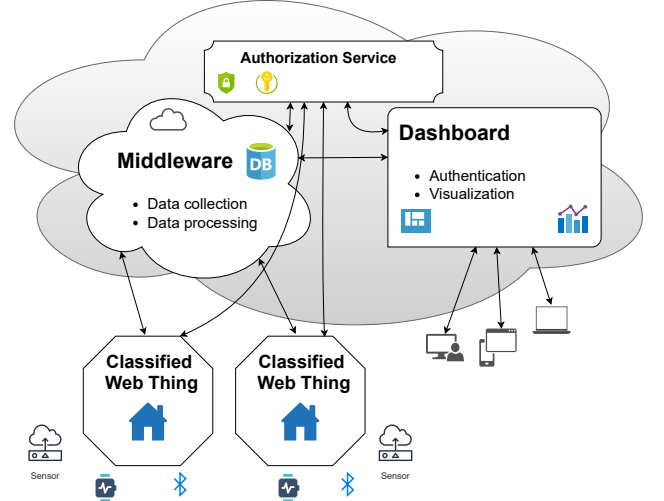 Authorization Service
Middleware
DB
• Data collection
• Data processing
Dashboard
• Authentication
• Visualization
Classified
Web Thing
Classified
Web Thing
Sensor
Sensor